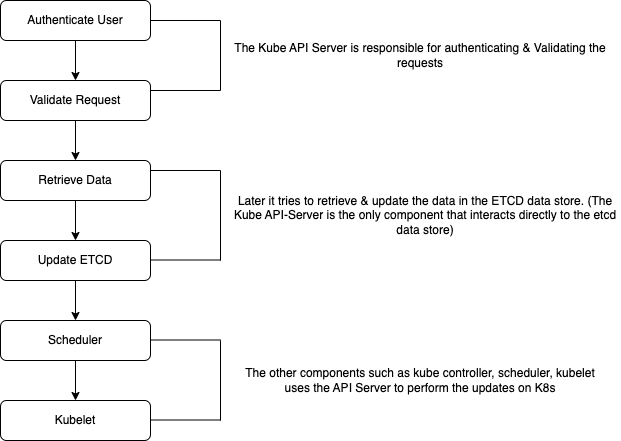 Authenticate User
The Kube API Server is responsible for authenticating & Validating the
requests
Validate Request
Retrieve Data
Later it tries to retrieve & update the data in the ETCD data store. (The
Kube API-Server is the only component that interacts directly to the etcd
data store)
Update ETCD
Scheduler
The other components such as kube controller, scheduler, kubelet
uses the API Server to perform the updates on K8s
Kubelet